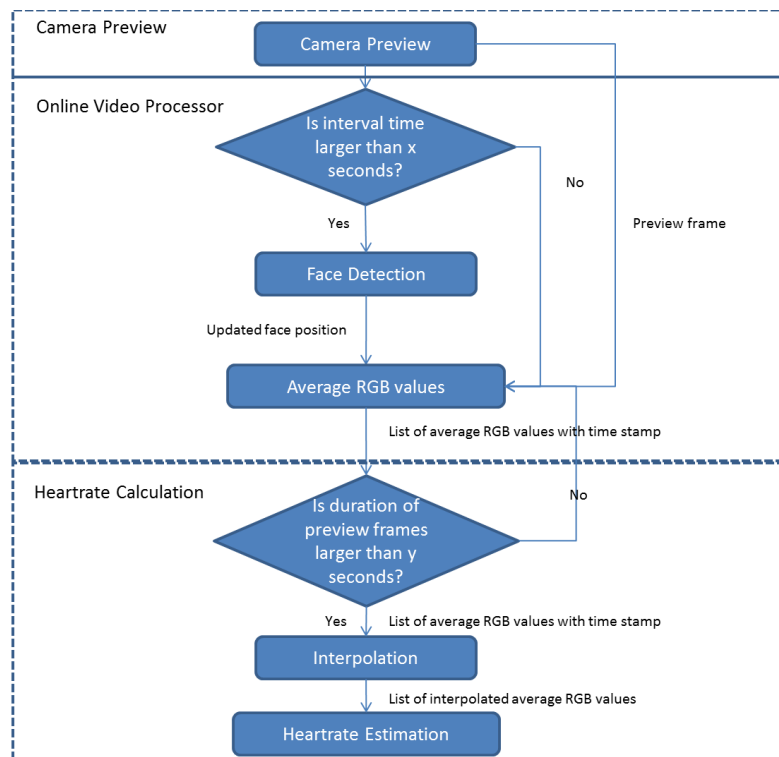 Camera Preview
Camera Preview
Online Video Processor
Is interval time
larger than x
seconds?
No
Yes
Preview frame
Face Detection
Updated face position
Average RGB values
List of average RGB values with time stamp
Heartrate Calculation
Is duration of
preview frames
larger than y
seconds?
No
Yes
List of average RGB values with time stamp
Interpolation
List of interpolated average RGB values
Heartrate Estimation